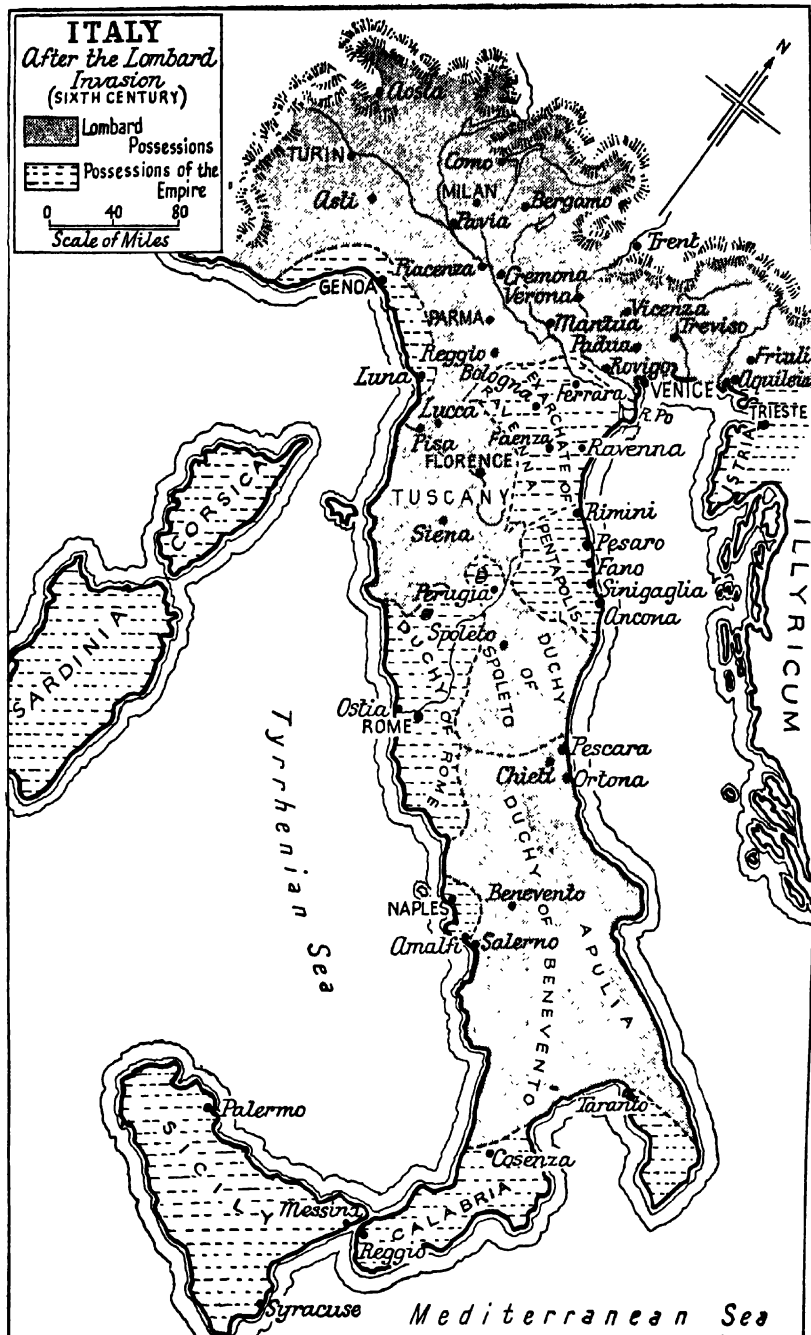 ITALY
After the Lombard
Invasion
(SIXTH CENTURY)
Lombard
Possessions
Possessions of the
Empire
0 40 80
Scale of Miles
N
Aosta
TURIN
Como
MILAN
Asti
Bergamo
Pavia
Trent
Piacenza
Cremona
GENOA
Verona
Vicenza
PARMA
Mantua
Treviso
Padua
Reggio
Friuli
Luna
Bologna
Rovigo
VENICE
Aquileia
Ferrara
TRIESTE
Lucca
R. Po
Pisa
Faenza
Ravenna
EXARCHATE OF
RAVENNA
FLORENCE
ISTRIA
CORSICA
TUSCANY
Rimini
Siena
PENTAPOLIS
Pesaro
Fano
ILLYRICUM
D
Perugia
Sinigaglia
Ancona
Spoleto
SARDINIA
DUCHY
OF
SPOLETO
DUCHY OF ROME
Ostia
ROME
Tyrrhenian Sea
Pescara
Chieti
Ortona
DUCHY OF BENEVENTO
NAPLES
Benevento
Amalfi
Salerno
APULIA
Taranto
Palermo
Cosenza
SICILY
Messina
CALABRIA
Reggio
Syracuse
Mediterranean Sea